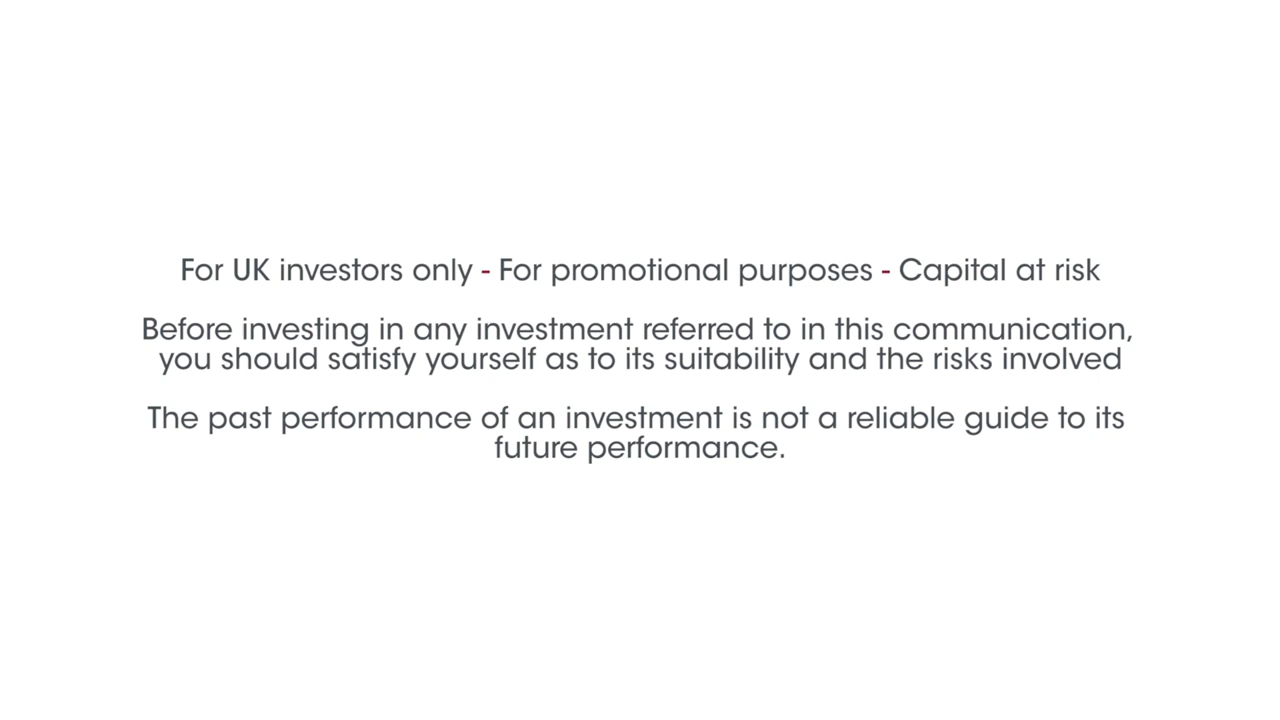 For UK investors only - For promotional purposes - Capital at risk
Before investing in any investment referred to in this communication,
you should satisfy yourself as to its suitability and the risks involved
The past performance of an investment is not a reliable guide to its
future performance.